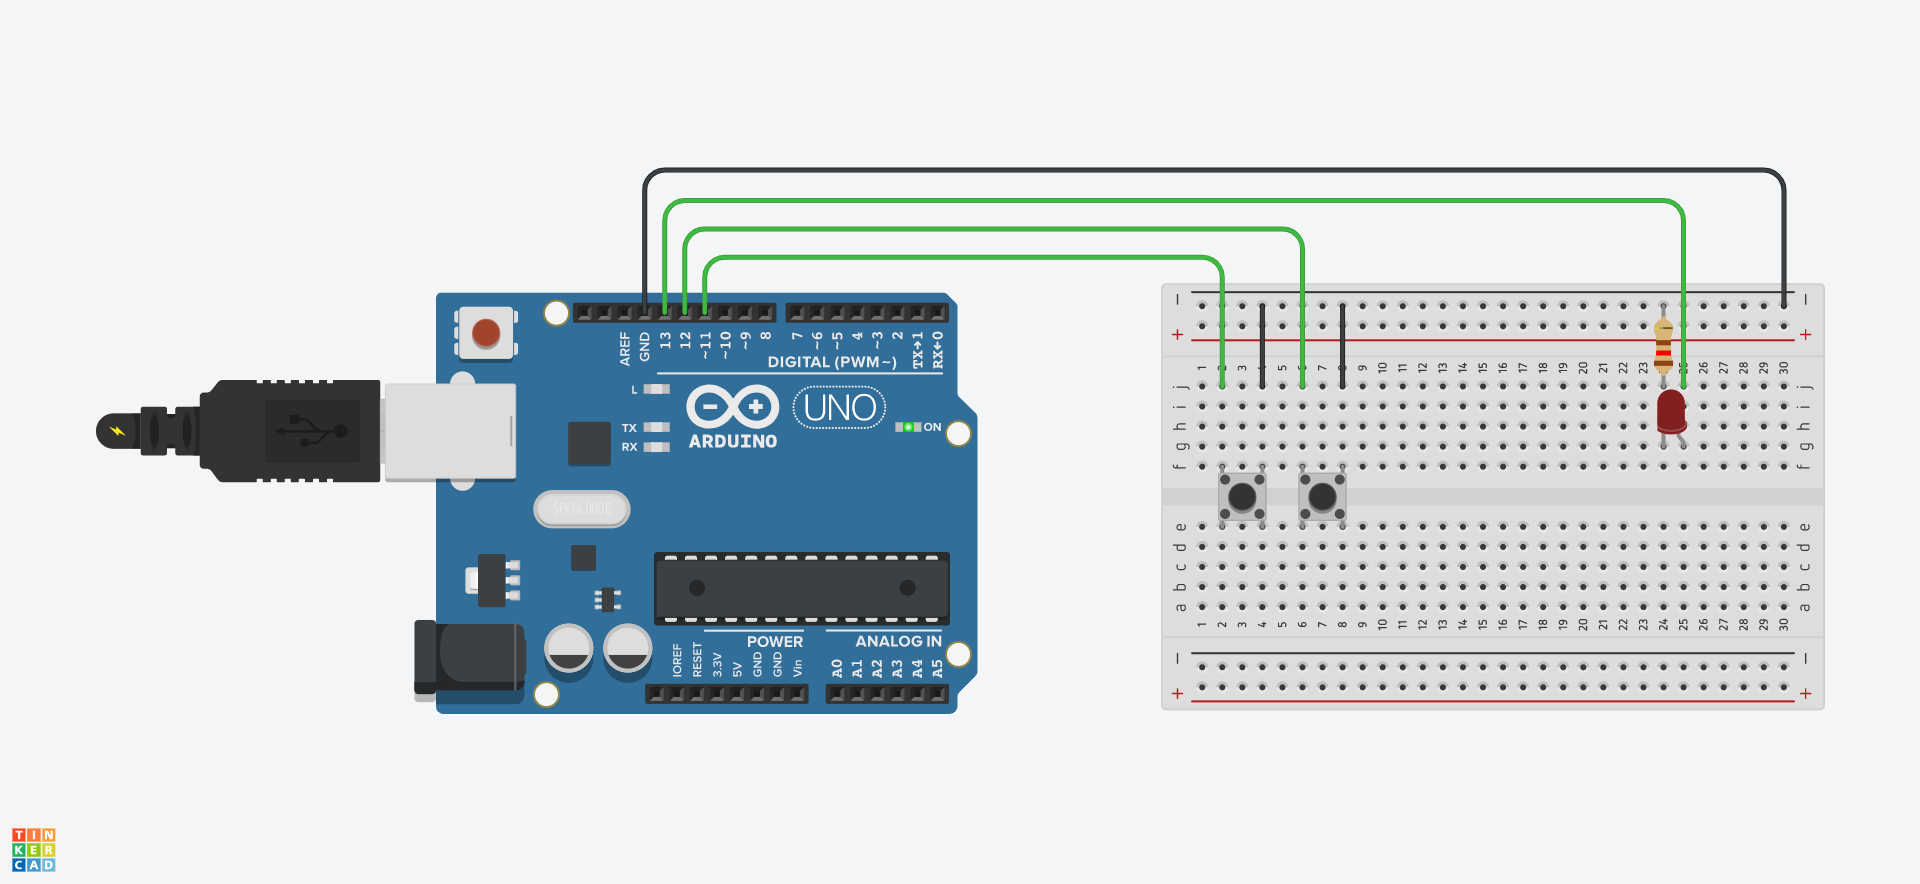 AREF
GND
13
12
~11
~10
~9
8
7
~6
~5
4
~3
2
TX→1
RX←0
DIGITAL (PWM~)
L
TX
RX
UNO
ARDUINO
ON
SPK16.000G
POWER
ANALOG IN
IOREF
RESET
3.3V
5V
GND
GND
Vin
A0
A1
A2
A3
A4
A5
− −
+ +
1 2 3 4 5 6 7 8 9 10 11 12 13 14 15 16 17 18 19 20 21 22 23 24 25 26 27 28 29 30
j j
i i
h h
g g
f f
e e
d d
c c
b b
a a
1 2 3 4 5 6 7 8 9 10 11 12 13 14 15 16 17 18 19 20 21 22 23 24 25 26 27 28 29 30
− −
+ +
TIN
KER
CAD